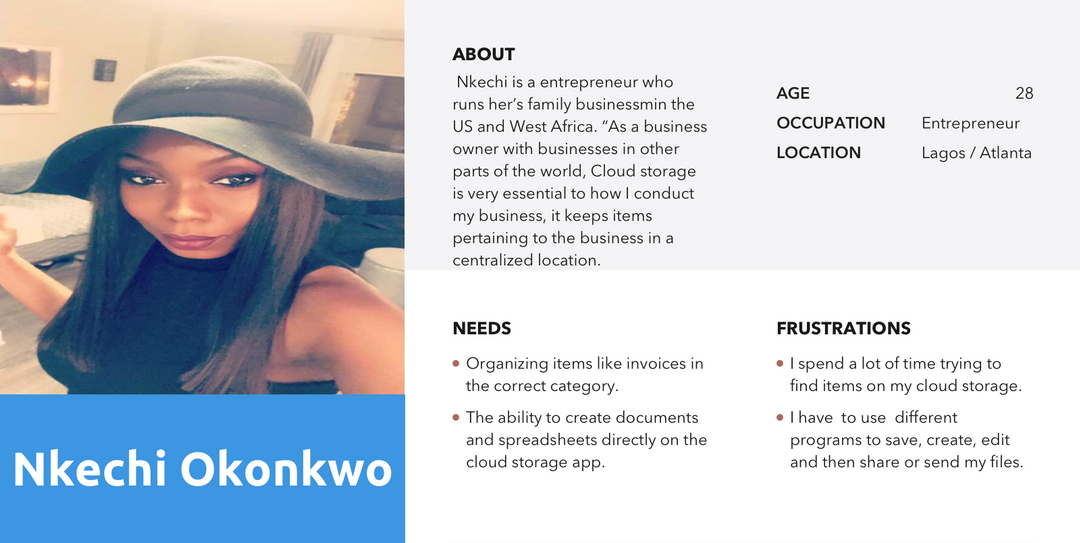 ABOUT
Nkechi is a entrepreneur who
runs her’s family businessmin the
US and West Africa. “As a business
owner with businesses in other
parts of the world, Cloud storage
is very essential to how I conduct
my business, it keeps items
pertaining to the business in a
centralized location.
AGE 28
OCCUPATION Entrepreneur
LOCATION Lagos / Atlanta
NEEDS
Organizing items like invoices in
the correct category.
The ability to create documents
and spreadsheets directly on the
cloud storage app.
FRUSTRATIONS
I spend a lot of time trying to
find items on my cloud storage.
I have to use different
programs to save, create, edit
and then share or send my files.
Nkechi Okonkwo